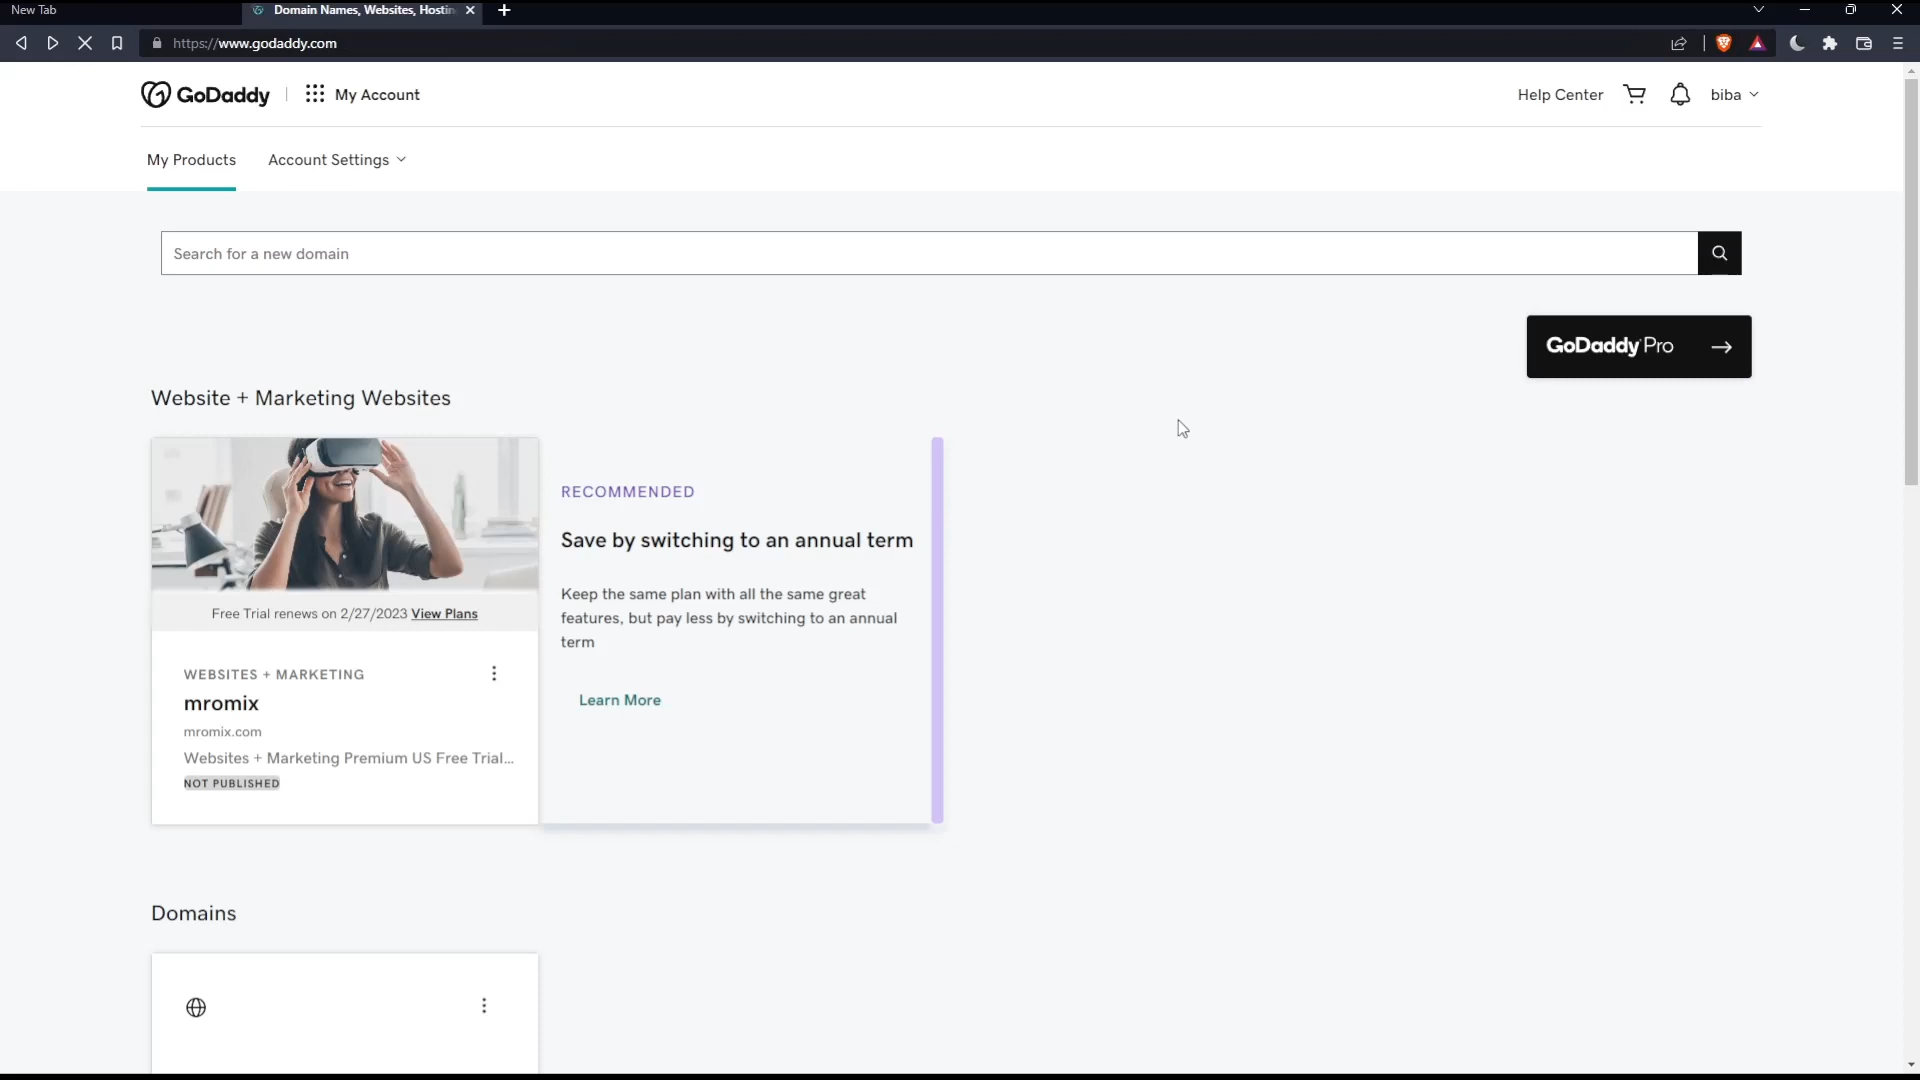 New Tab
Domain Names, Websites, Hostin
https://www.godaddy.com
GoDaddy
My Account
Help Center
biba
My Products
Account Settings
Search for a new domain
GoDaddy Pro
Website + Marketing Websites
RECOMMENDED
Save by switching to an annual term
Keep the same plan with all the same great
features, but pay less by switching to an annual
term
Learn More
Free Trial renews on 2/27/2023 View Plans
WEBSITES + MARKETING
mromix
mromix.com
Websites + Marketing Premium US Free Trial...
NOT PUBLISHED
Domains